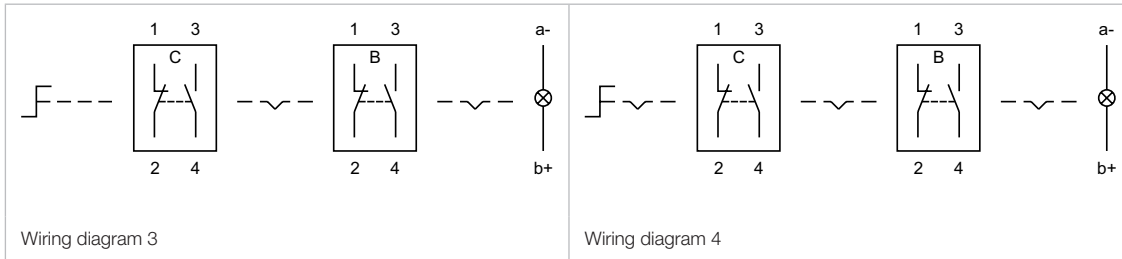 1 3 1 3 a-
C B
2 4 2 4 b+
Wiring diagram 3
1 3 1 3 a-
C B
2 4 2 4 b+
Wiring diagram 4